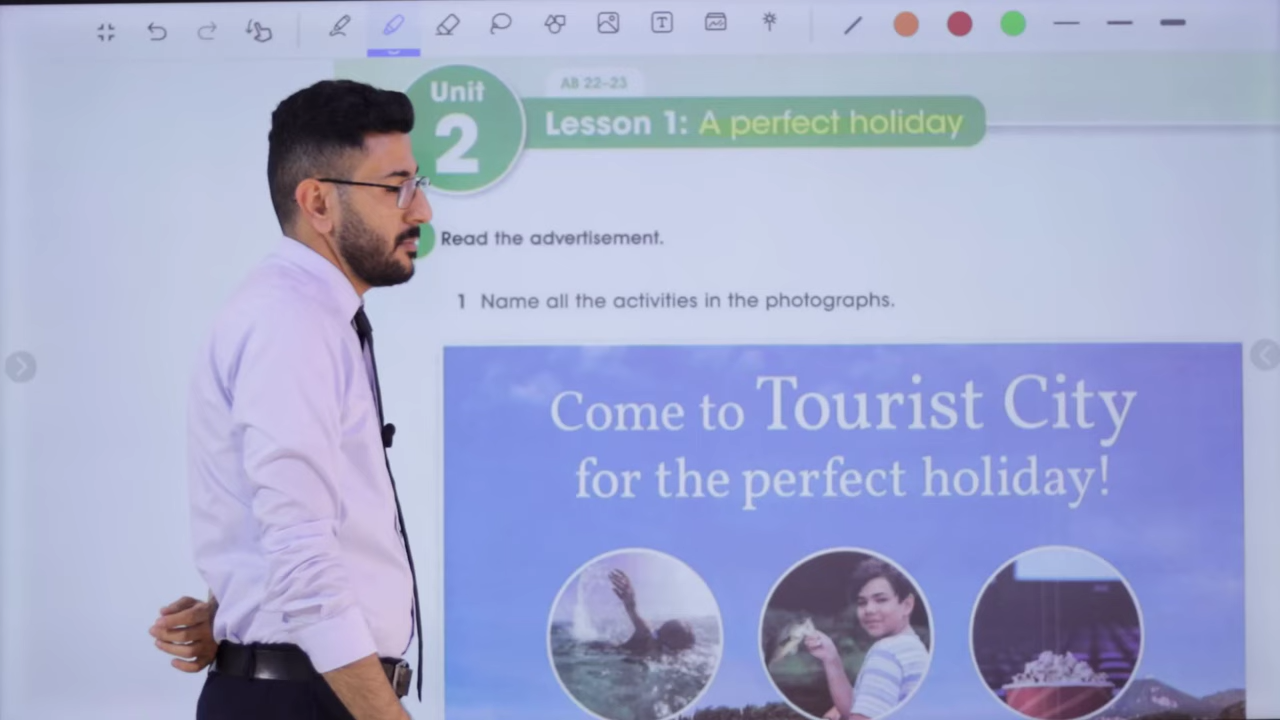 AB 22-23
Unit
2
Lesson 1: A perfect holiday
Read the advertisement.
1 Name all the activities in the photographs.
Come to Tourist City
for the perfect holiday!